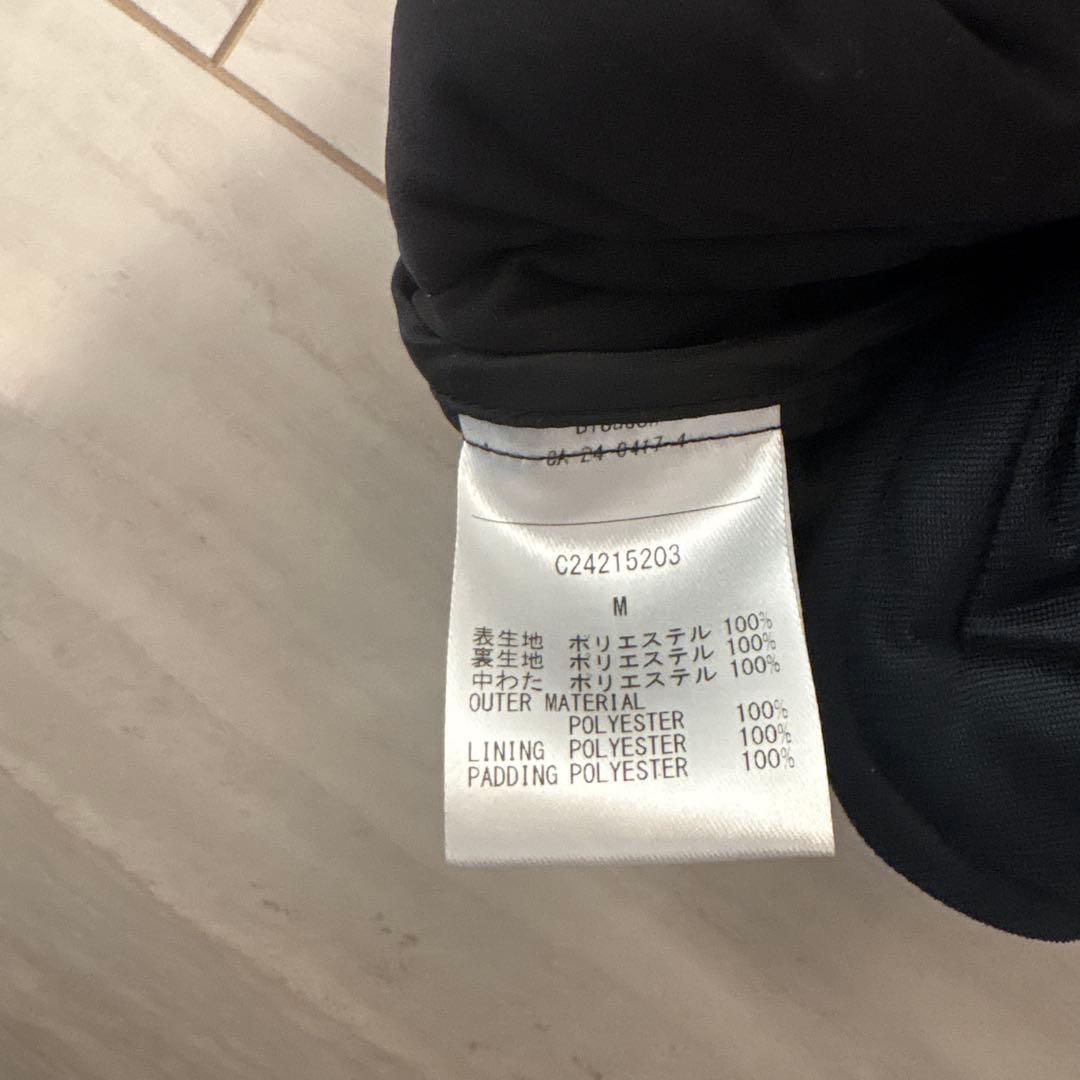 C24215203
M
表生地 ポリエステル 100%
裏生地 ポリエステル 100%
中わた ポリエステル 100%
OUTER MATERIAL
POLYESTER 100%
LINING POLYESTER 100%
PADDING POLYESTER 100%